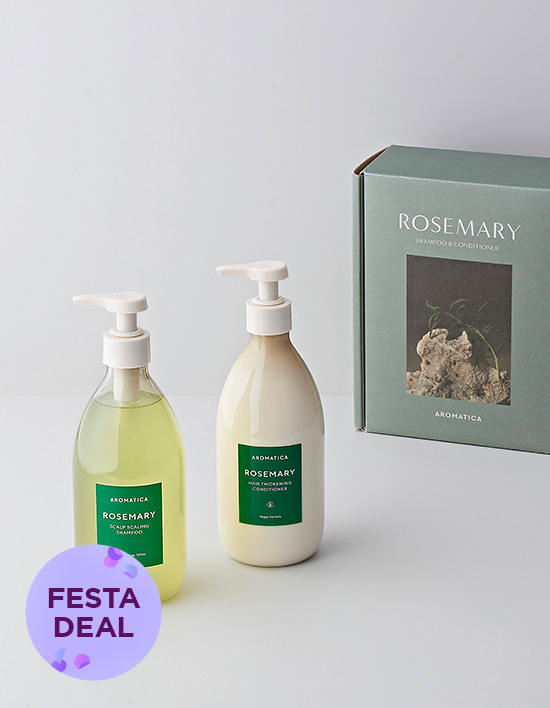 ROSEMARY
SHAMPOO & CONDITIONER
AROMATICA
AROMATICA
ROSEMARY
HAIR THICKENING
CONDITIONER
Vegan formula
AROMATICA
ROSEMARY
SCALP SCALING
SHAMPOO
FESTA
DEAL